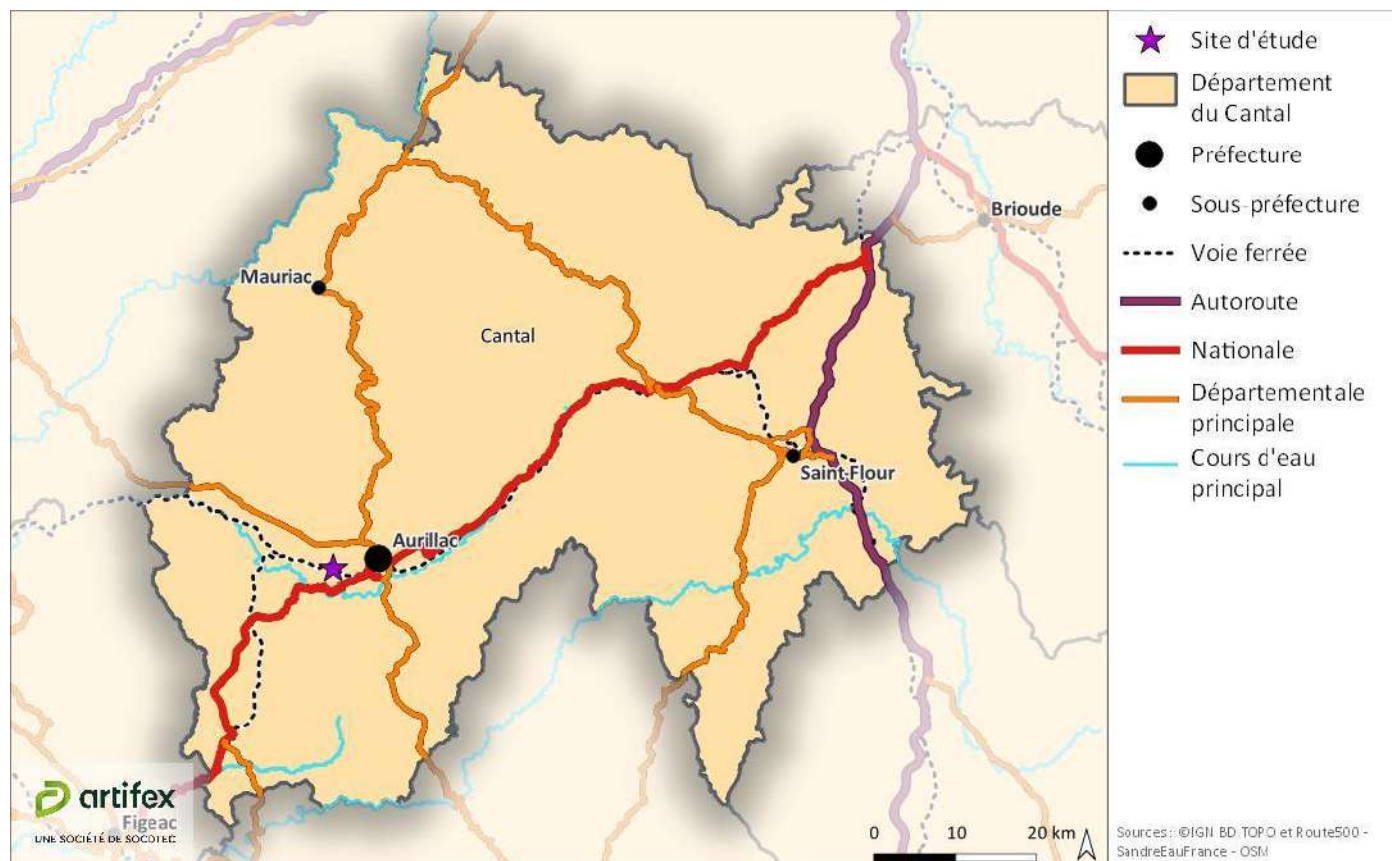 Brioude
Mauriac
Cantal
Saint-Flour
Aurillac
artifex
Figeac
UNE SOCIÉTÉ DE SOCOTEC
0 10 20 km
Site d'étude
Département
du Cantal
Préfecture
Sous-préfecture
Voie ferrée
Autoroute
Nationale
Départementale
principale
Cours d'eau
principal
Sources : ©IGN BD TOPO et Route500 -
SandreEauFrance - OSM